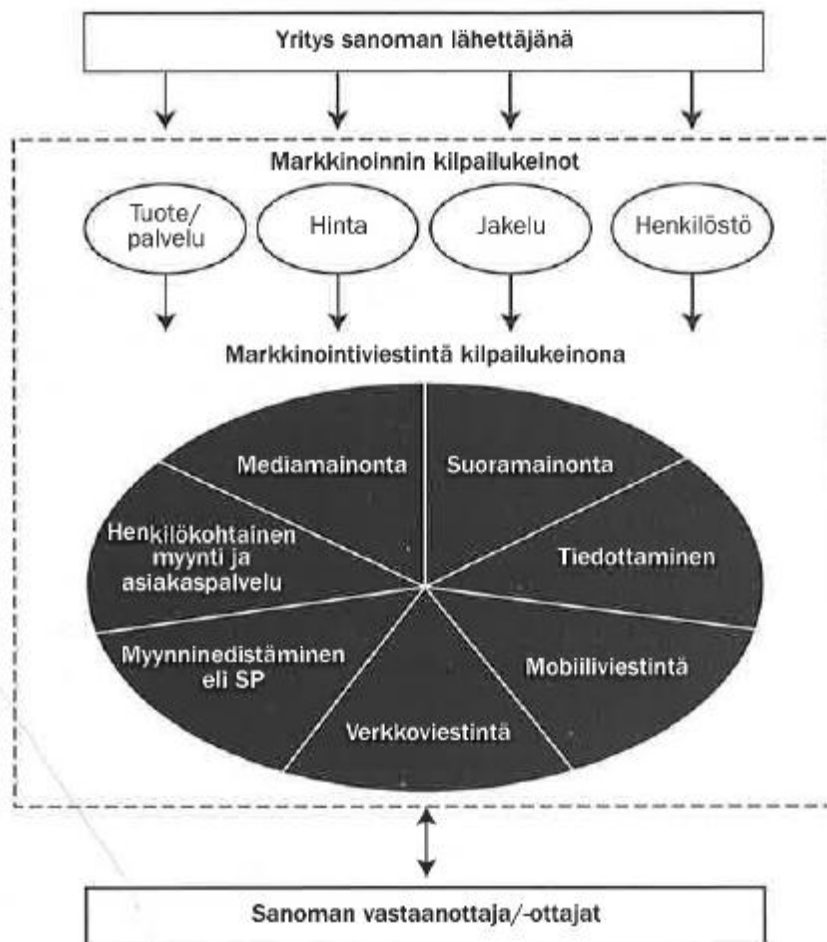 Yritys sanoman lähettäjänä
Markkinoinnin kilpailukeinot
Tuote/
palvelu
Hinta
Jakelu
Henkilöstö
Markkinointiviestintä kilpailukeinona
Mediamainonta
Suoramainonta
Henkilökohtainen
myynti ja
asiakaspalvelu
Tiedottaminen
Myynninedistäminen
eli SP
Mobiiliviestintä
Verkkoviestintä
Sanoman vastaanottaja/-ottajat